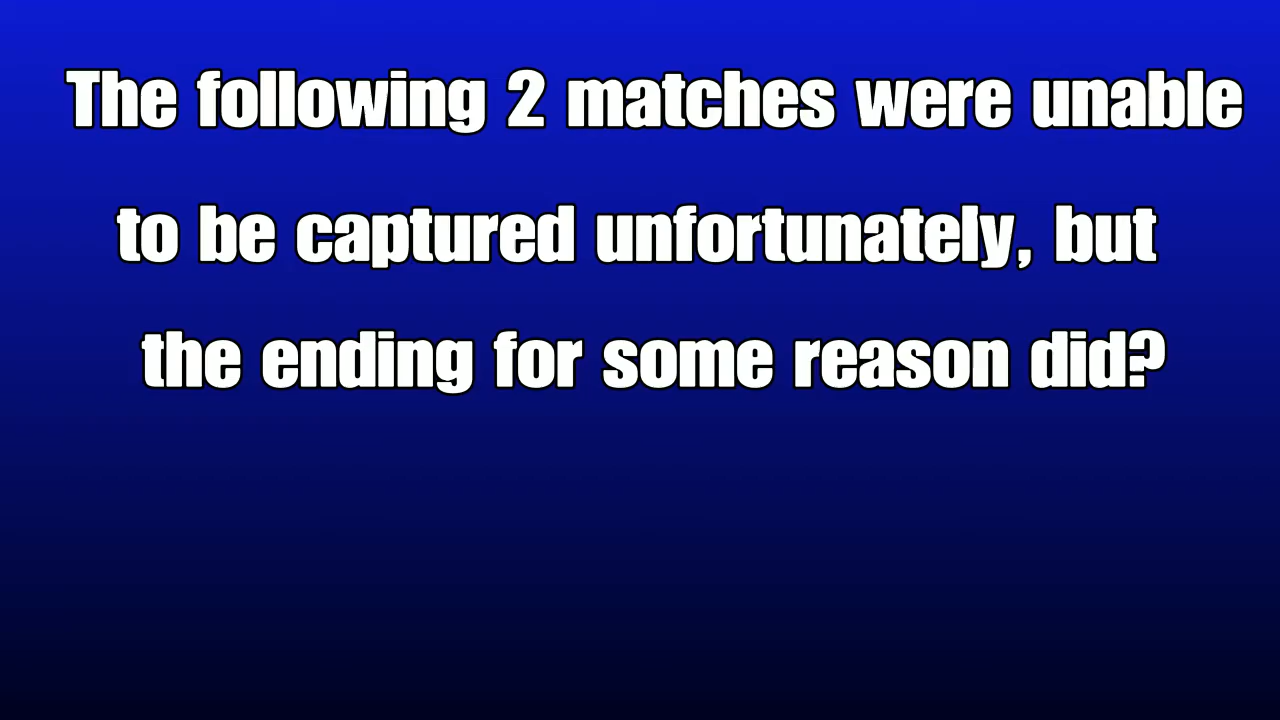 The following 2 matches were unable
to be captured unfortunately, but
the ending for some reason did?